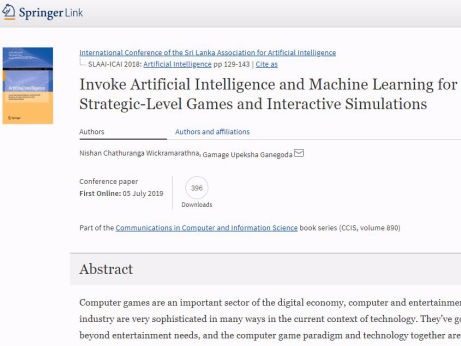 Springer Link
International Conference of the Sri Lanka Association for Artificial Intelligence
SLAAI-ICAI 2018: Artificial Intelligence pp 129-143 | Cite as
Invoke Artificial Intelligence and Machine Learning for
Strategic-Level Games and Interactive Simulations
Authors Authors and affiliations
Nishan Chathuranga Wickramarathna, Gamage Upeksha Ganegoda
Conference paper
First Online: 05 July 2019
396
Downloads
Part of the Communications in Computer and Information Science book series (CCIS, volume 890)
Abstract
Computer games are an important sector of the digital economy, computer and entertainme
industry are very sophisticated in many ways in the current context of technology. They've go
beyond entertainment needs, and the computer game paradigm and technology together are